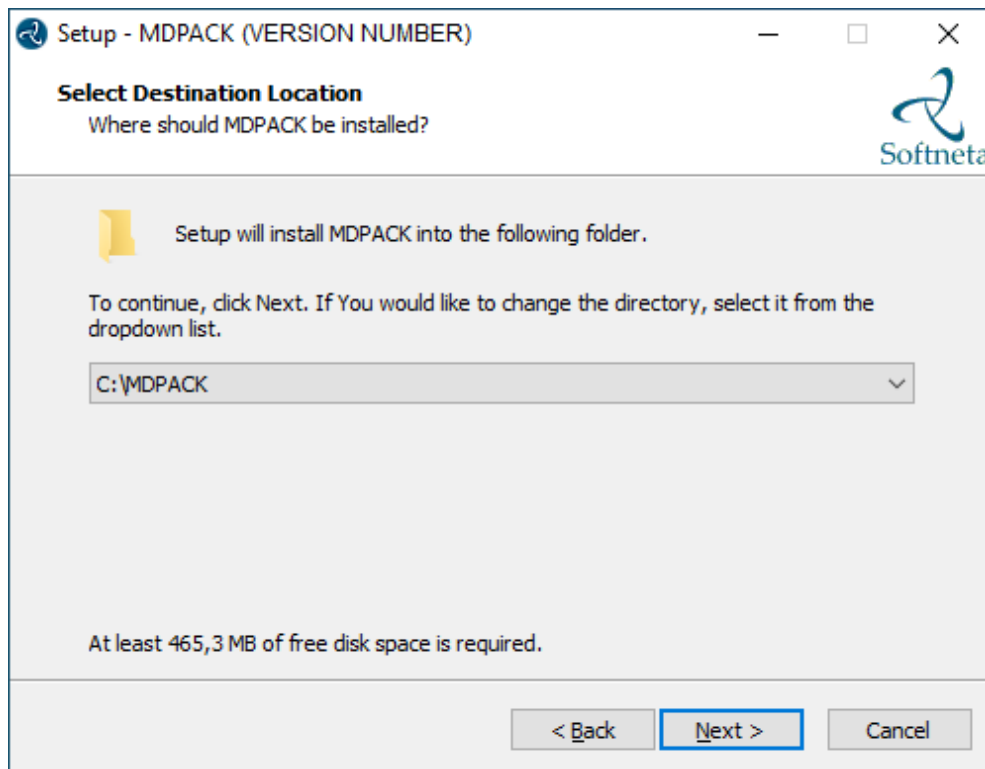 Setup - MDPACK (VERSION NUMBER)
Select Destination Location
Where should MDPACK be installed?
Softneta
Setup will install MDPACK into the following folder.
To continue, click Next. If You would like to change the directory, select it from the
dropdown list.
C:\MDPACK
At least 465,3 MB of free disk space is required.
< Back
Next >
Cancel